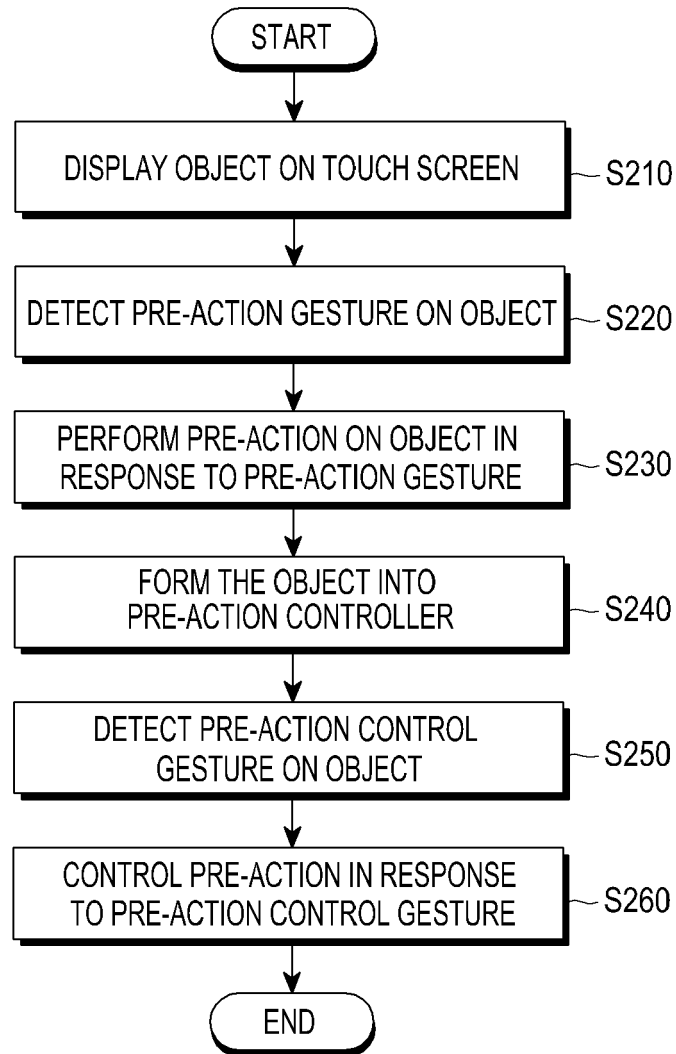 START
DISPLAY OBJECT ON TOUCH SCREEN
S210
DETECT PRE-ACTION GESTURE ON OBJECT
S220
PERFORM PRE-ACTION ON OBJECT IN
RESPONSE TO PRE-ACTION GESTURE
S230
FORM THE OBJECT INTO
PRE-ACTION CONTROLLER
S240
DETECT PRE-ACTION CONTROL
GESTURE ON OBJECT
S250
CONTROL PRE-ACTION IN RESPONSE
TO PRE-ACTION CONTROL GESTURE
S260
END